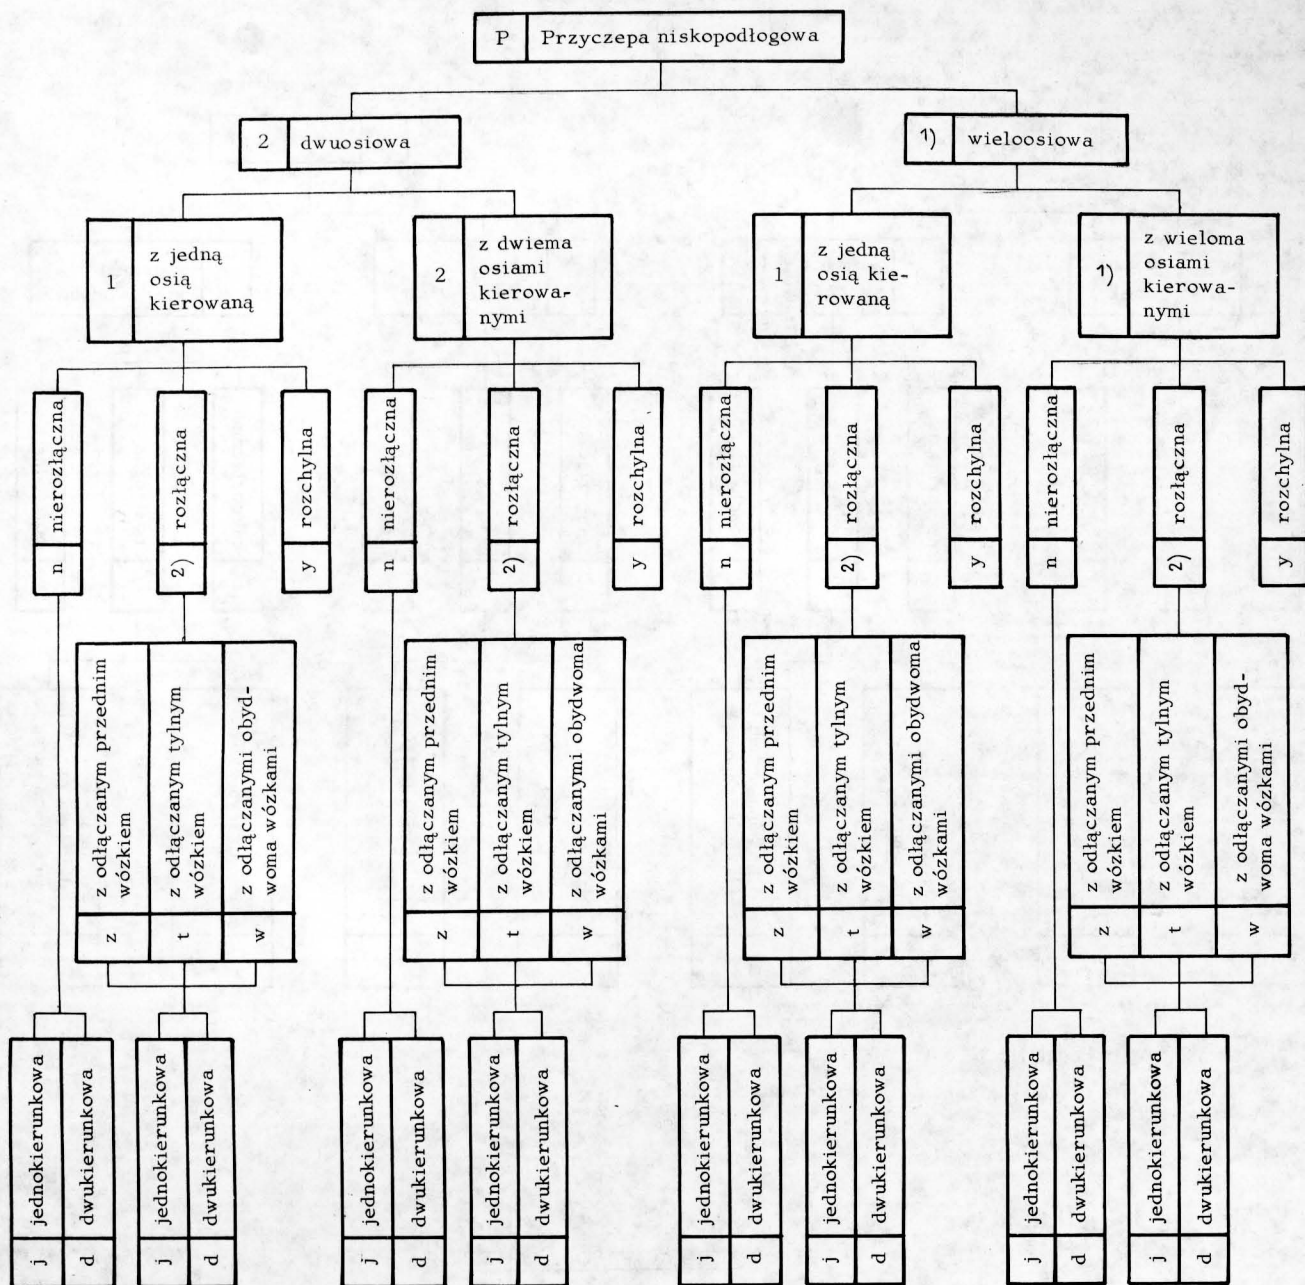 P Przyczepa niskopodłogowa
2 dwuosiowa
1) wieloosiowa
1 z jedną
osią
kierowaną
2 z dwiema
osiami
kierowa-
nymi
1 z jedną
osią kie-
rowaną
1) z wieloma
osiami
kierowa-
nymi
n nierozłączna
2) rozłączna
y rozchylna
n nierozłączna
2) rozłączna
y rozchylna
n nierozłączna
2) rozłączna
y rozchylna
n nierozłączna
2) rozłączna
y rozchylna
z z odłączanym przednim
wózkiem
t z odłączanym tylnym
wózkiem
w z odłączanymi obyd-
woma wózkami
z z odłączanym przednim
wózkiem
t z odłączanym tylnym
wózkiem
w z odłączanymi obydwoma
wózkami
z z odłączanym przednim
wózkiem
t z odłączanym tylnym
wózkiem
w z odłączanymi obydwoma
wózkami
z z odłączanym przednim
wózkiem
t z odłączanym tylnym
wózkiem
w z odłączanymi obyd-
woma wózkami
j jednokierunkowa
d dwukierunkowa
j jednokierunkowa
d dwukierunkowa
j jednokierunkowa
d dwukierunkowa
j jednokierunkowa
d dwukierunkowa
j jednokierunkowa
d dwukierunkowa
j jednokierunkowa
d dwukierunkowa
j jednokierunkowa
d dwukierunkowa
j jednokierunkowa
d dwukierunkowa